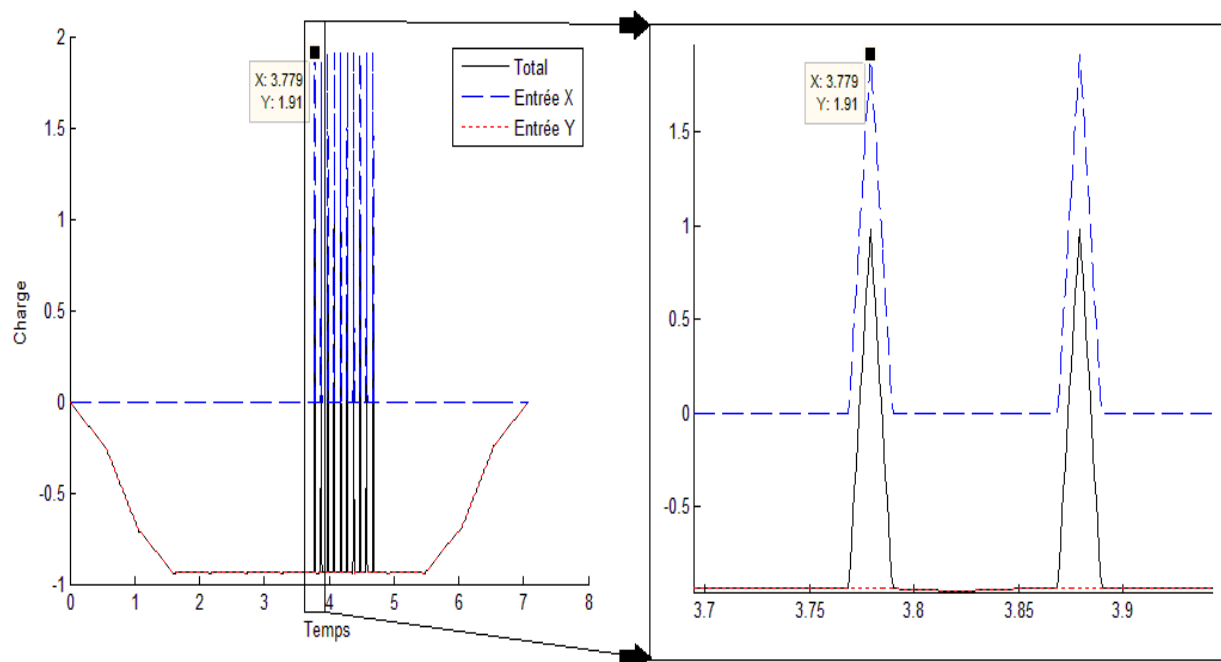 2
1.5
1
0.5
0
-0.5
-1
Charge
0 1 2 3 4 5 6 7 8
Temps
X: 3.779
Y: 1.91
Total
Entrée X
Entrée Y
X: 3.779
Y: 1.91
1.5
1
0.5
0
-0.5
3.7 3.75 3.8 3.85 3.9